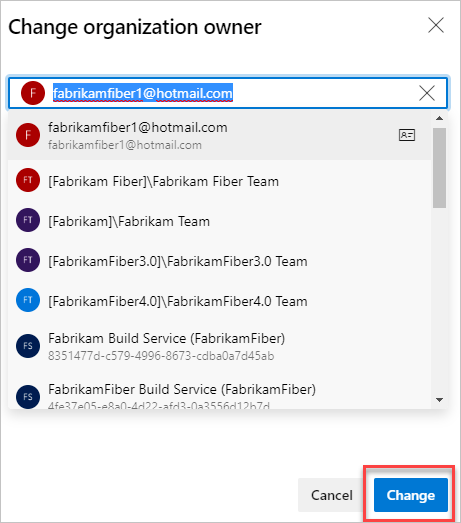 Change organization owner
F fabrikamfiber1@hotmail.com
F fabrikamfiber1@hotmail.com
fabrikamfiber1@hotmail.com
FT [Fabrikam Fiber]\Fabrikam Fiber Team
FT [Fabrikam]\Fabrikam Team
FT [FabrikamFiber3.0]\FabrikamFiber3.0 Team
FT [FabrikamFiber4.0]\FabrikamFiber4.0 Team
FS Fabrikam Build Service (FabrikamFiber)
8351477d-c579-4996-8673-cdba0a7d45ab
FS FabrikamFiber Build Service (FabrikamFiber)
4fe37e05-e8a0-4d22-afd3-0a3556d12b7d
Cancel Change